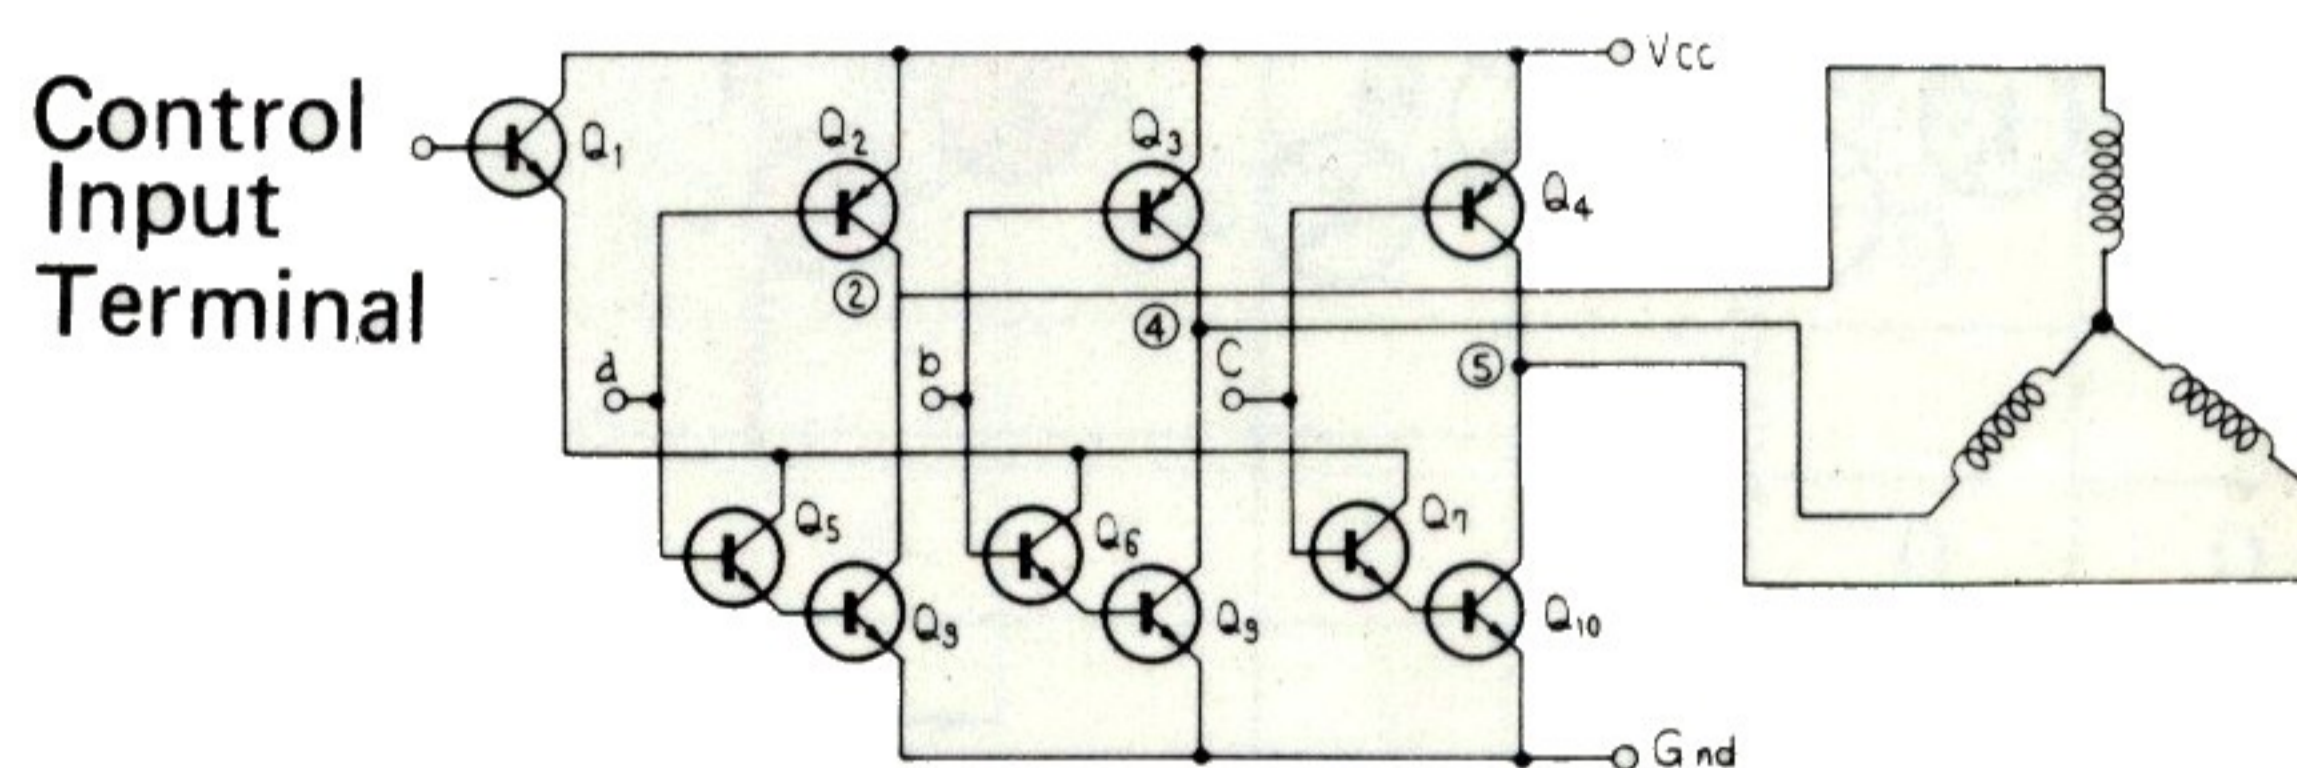 Control
Input
Terminal
Q1
Q2
Q3
Q4
Vcc
②
④
⑤
a
b
C
Q5
Q6
Q7
Q9
Q9
Q10
Gnd